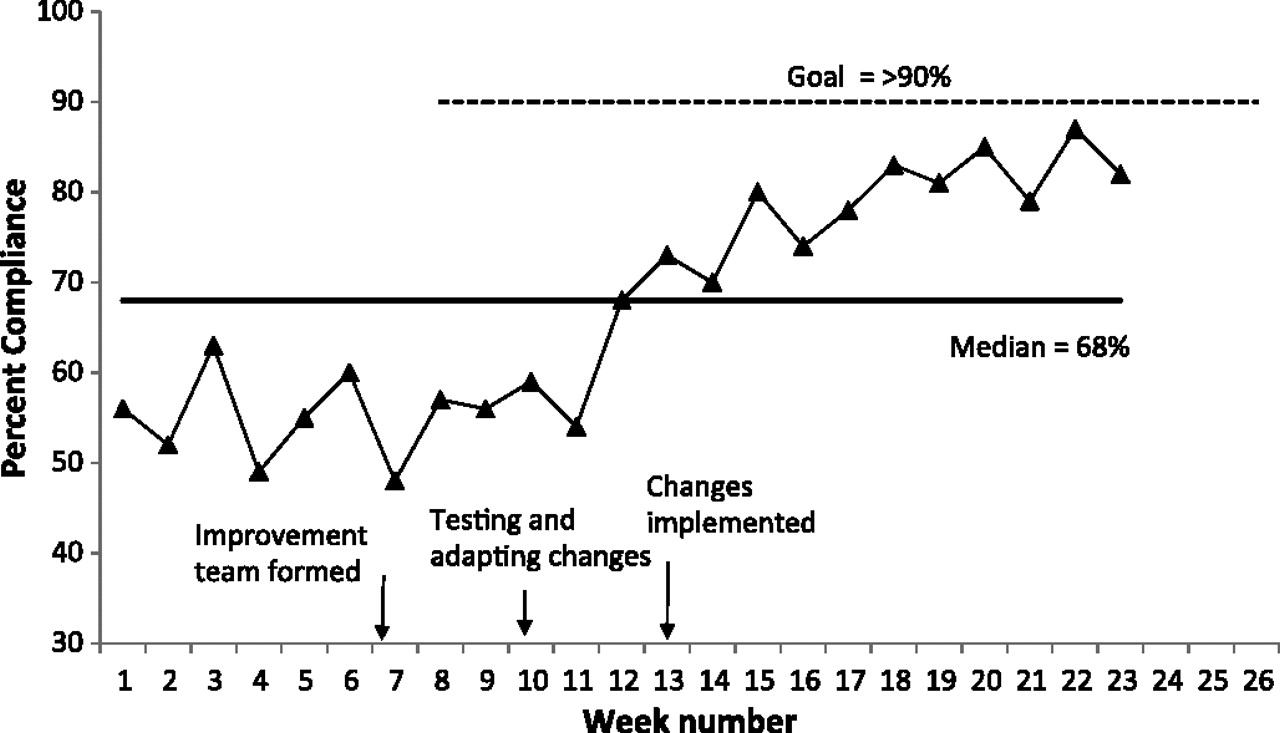 100
Goal = >90%
90
80
70
Median = 68%
60
50
40
30
Percent Compliance
Changes
implemented
Testing and
adapting changes
Improvement
team formed
1 2 3 4 5 6 7 8 9 10 11 12 13 14 15 16 17 18 19 20 21 22 23 24 25 26
Week number